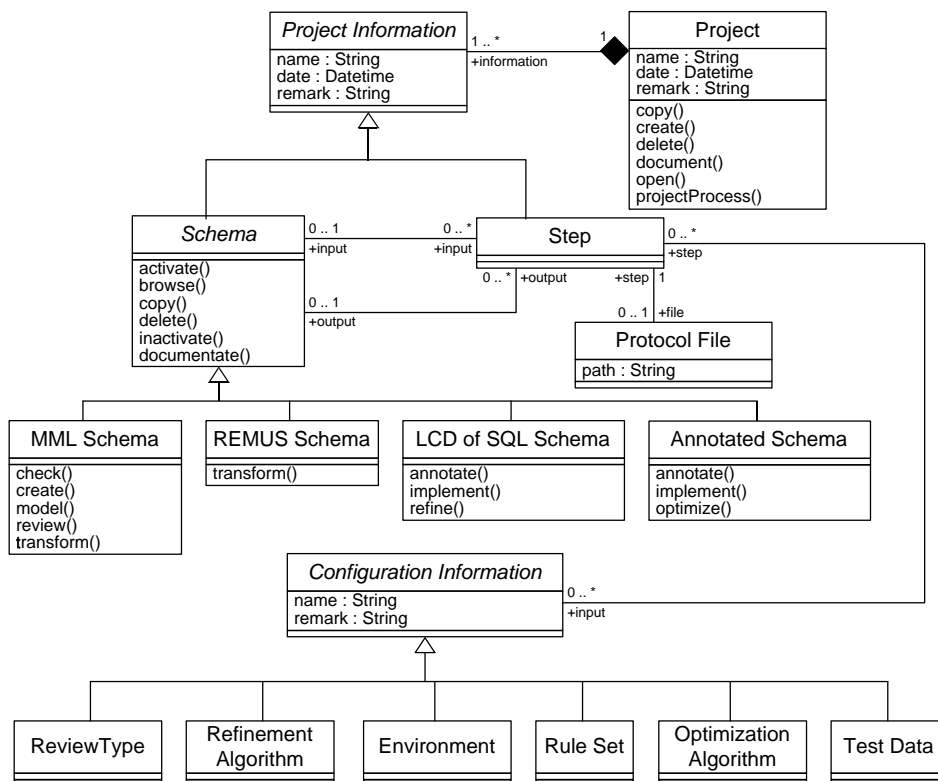 Project Information
name : String
date : Datetime
remark : String
1 .. *
+information
1
Project
name : String
date : Datetime
remark : String
copy()
create()
delete()
document()
open()
projectProcess()
Schema
activate()
browse()
copy()
delete()
inactivate()
documentate()
0 .. 1
+input
0 .. *
+input
Step
0 .. *
+step
0 .. 1
+output
0 .. *
+output
+step
1
0 .. 1
+file
Protocol File
path : String
MML Schema
check()
create()
model()
review()
transform()
REMUS Schema
transform()
LCD of SQL Schema
annotate()
implement()
refine()
Annotated Schema
annotate()
implement()
optimize()
Configuration Information
name : String
remark : String
0 .. *
+input
ReviewType
Refinement
Algorithm
Environment
Rule Set
Optimization
Algorithm
Test Data